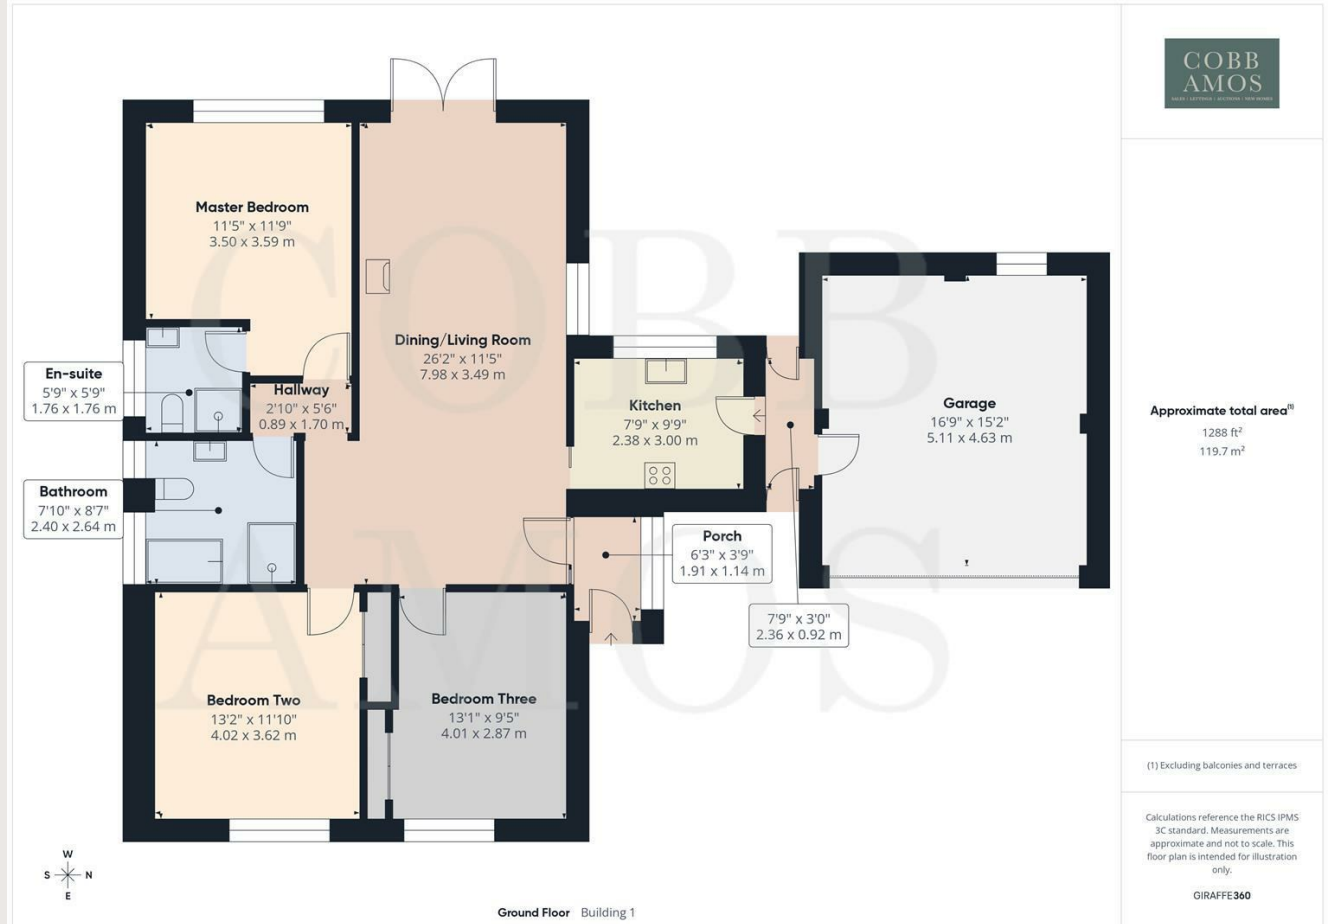 COBB
AMOS
SALES | LETTINGS | AUCTIONS | NEW HOMES
Master Bedroom
11'5" x 11'9"
3.50 x 3.59 m
Dining/Living Room
26'2" x 11'5"
7.98 x 3.49 m
En-suite
5'9" x 5'9"
1.76 x 1.76 m
Hallway
2'10" x 5'6"
0.89 x 1.70 m
Kitchen
7'9" x 9'9"
2.38 x 3.00 m
Garage
16'9" x 15'2"
5.11 x 4.63 m
Bathroom
7'10" x 8'7"
2.40 x 2.64 m
Porch
6'3" x 3'9"
1.91 x 1.14 m
7'9" x 3'0"
2.36 x 0.92 m
Bedroom Two
13'2" x 11'10"
4.02 x 3.62 m
Bedroom Three
13'1" x 9'5"
4.01 x 2.87 m
COBB
AMOS
W
S N
E
Ground Floor Building 1
Approximate total area⁽¹⁾
1288 ft²
119.7 m²
(1) Excluding balconies and terraces
Calculations reference the RICS IPMS
3C standard. Measurements are
approximate and not to scale. This
floor plan is intended for illustration
only.
GIRAFFE360